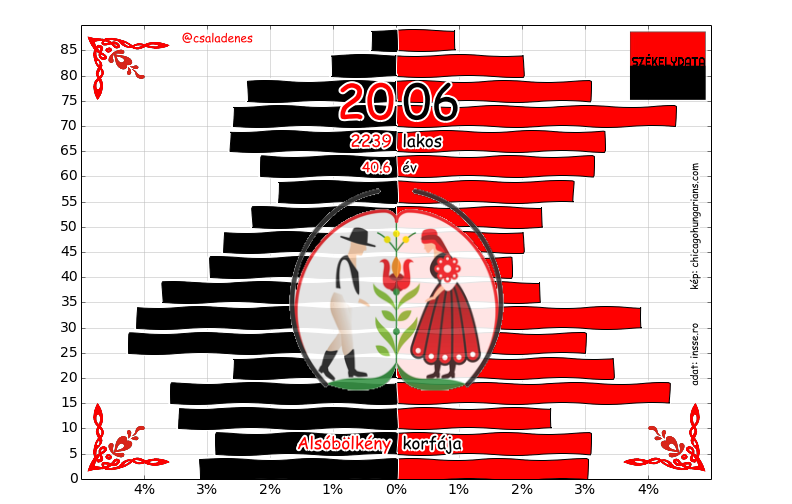 @csaladenes
SZÉKELYDATA
2006
2239 lakos
40.6 év
kép: chicagohungarians.com
adat: insse.ro
Alsóbölkény korfája
85
80
75
70
65
60
55
50
45
40
35
30
25
20
15
10
5
0
4% 3% 2% 1% 0% 1% 2% 3% 4%